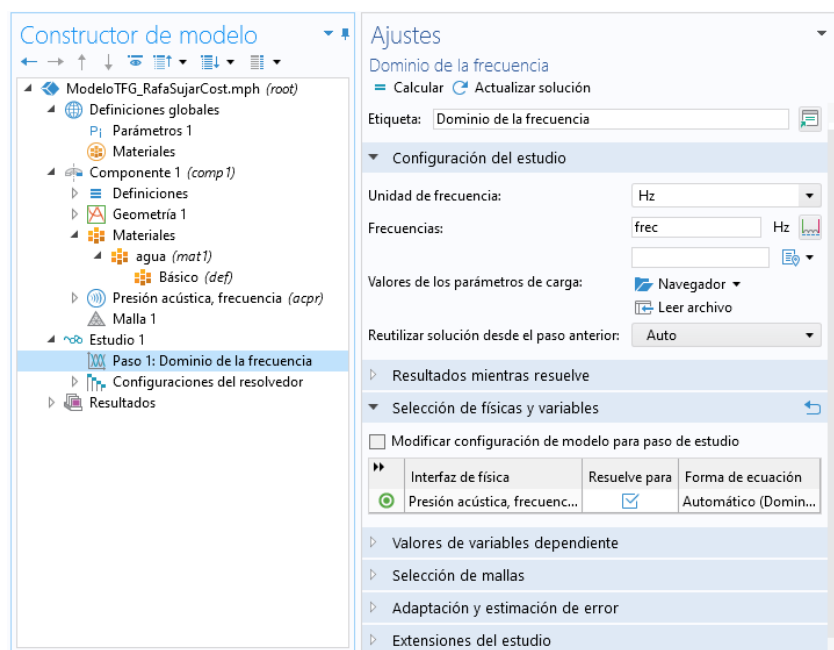 Constructor de modelo
ModeloTFG_RafaSujarCost.mph (root)
Definiciones globales
Pi Parámetros 1
Materiales
Componente 1 (comp1)
Definiciones
Geometría 1
Materiales
agua (mat1)
Básico (def)
Presión acústica, frecuencia (acpr)
Malla 1
Estudio 1
Paso 1: Dominio de la frecuencia
Configuraciones del resolvedor
Resultados
Ajustes
Dominio de la frecuencia
= Calcular Actualizar solución
Etiqueta: Dominio de la frecuencia
Configuración del estudio
Unidad de frecuencia: Hz
Frecuencias: frec Hz
Valores de los parámetros de carga: Navegador
Leer archivo
Reutilizar solución desde el paso anterior: Auto
Resultados mientras resuelve
Selección de físicas y variables
Modificar configuración de modelo para paso de estudio
Interfaz de física Resuelve para Forma de ecuación
Presión acústica, frecuenc... Automático (Domin...
Valores de variables dependiente
Selección de mallas
Adaptación y estimación de error
Extensiones del estudio